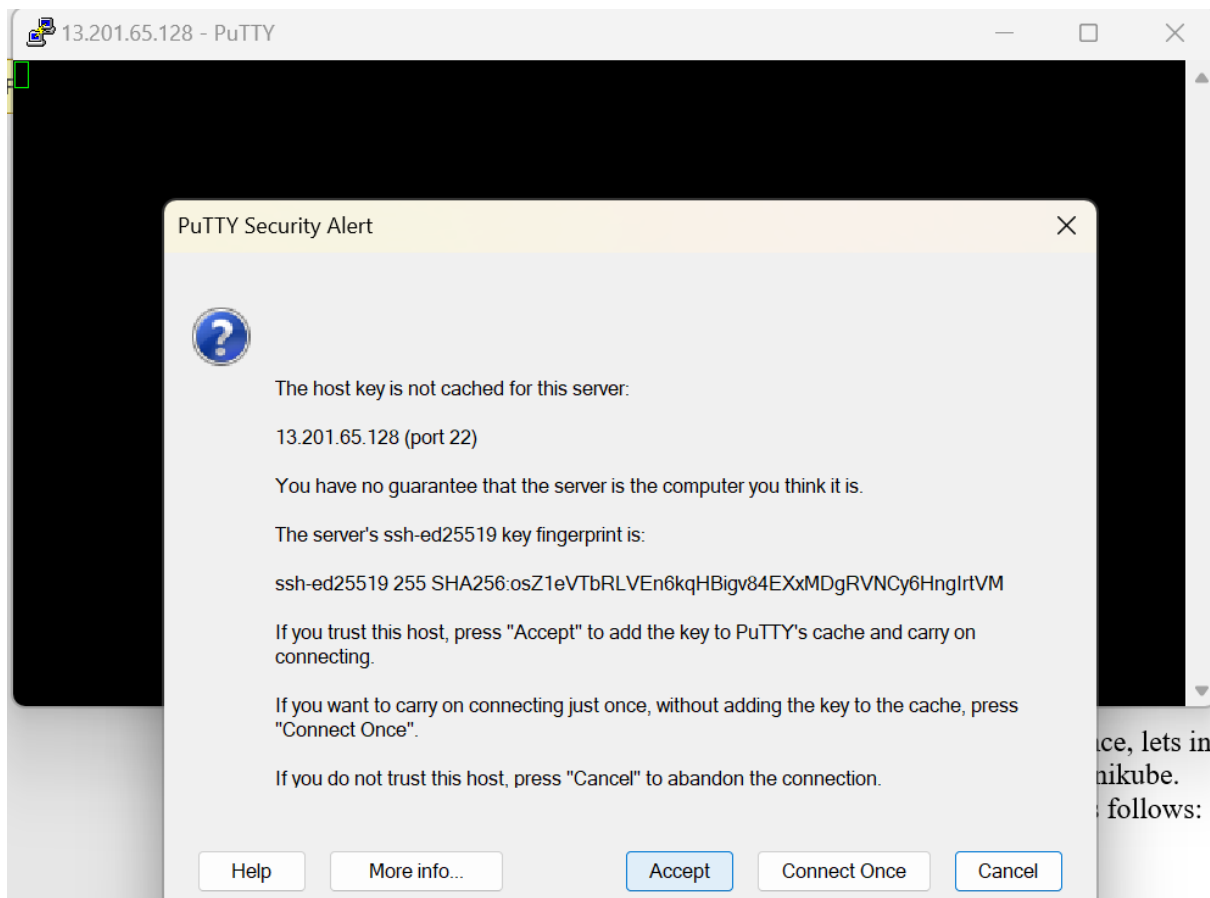 13.201.65.128 - PuTTY
PuTTY Security Alert
The host key is not cached for this server:
13.201.65.128 (port 22)
You have no guarantee that the server is the computer you think it is.
The server's ssh-ed25519 key fingerprint is:
ssh-ed25519 255 SHA256:osZ1eVTbRLVEn6kqHBigv84EXxMDgRVNCy6HngIrtVM
If you trust this host, press "Accept" to add the key to PuTTY's cache and carry on
connecting.
If you want to carry on connecting just once, without adding the key to the cache, press
"Connect Once".
If you do not trust this host, press "Cancel" to abandon the connection.
lets in
follows:
Help More info... Accept Connect Once Cancel